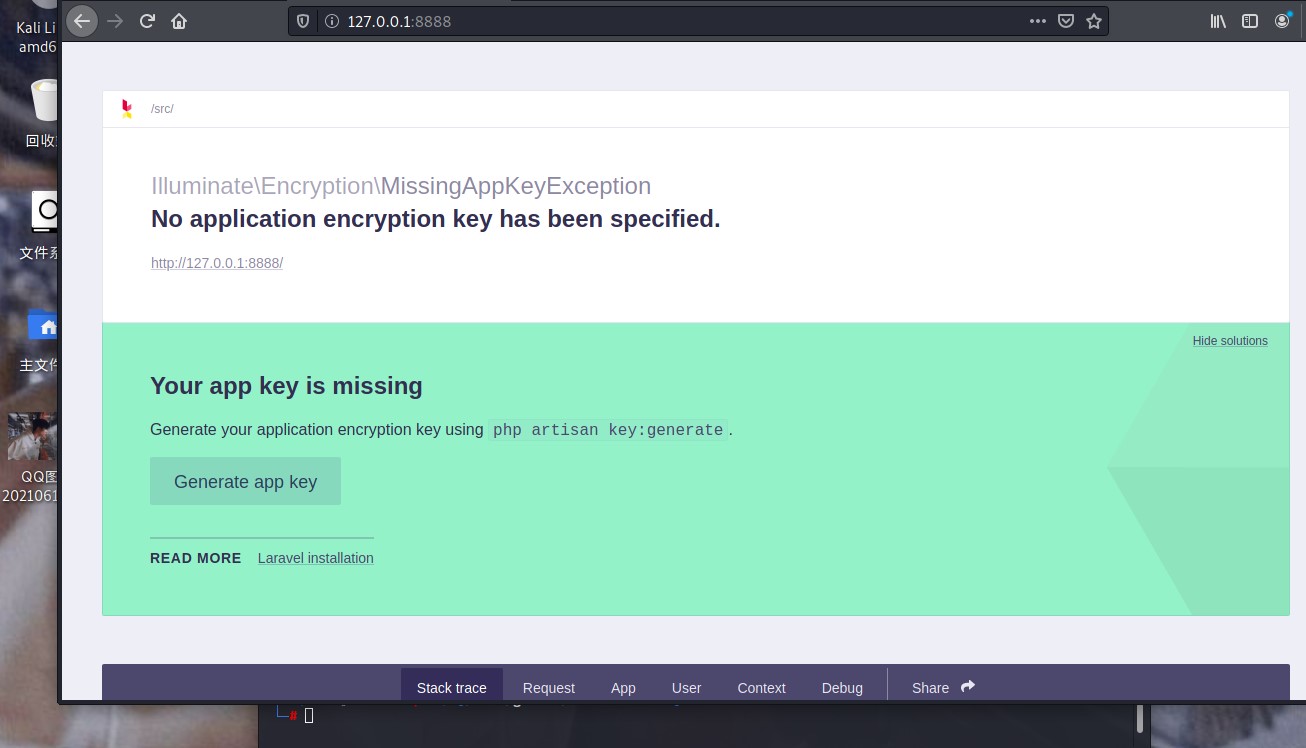 127.0.0.1:8888
Kali Li
amd6
回收
文件系
主文件
QQ图
2021061
/src/
Illuminate\Encryption\MissingAppKeyException
No application encryption key has been specified.
http://127.0.0.1:8888/
Hide solutions
Your app key is missing
Generate your application encryption key using php artisan key:generate .
Generate app key
READ MORE Laravel installation
Stack trace Request App User Context Debug Share
#